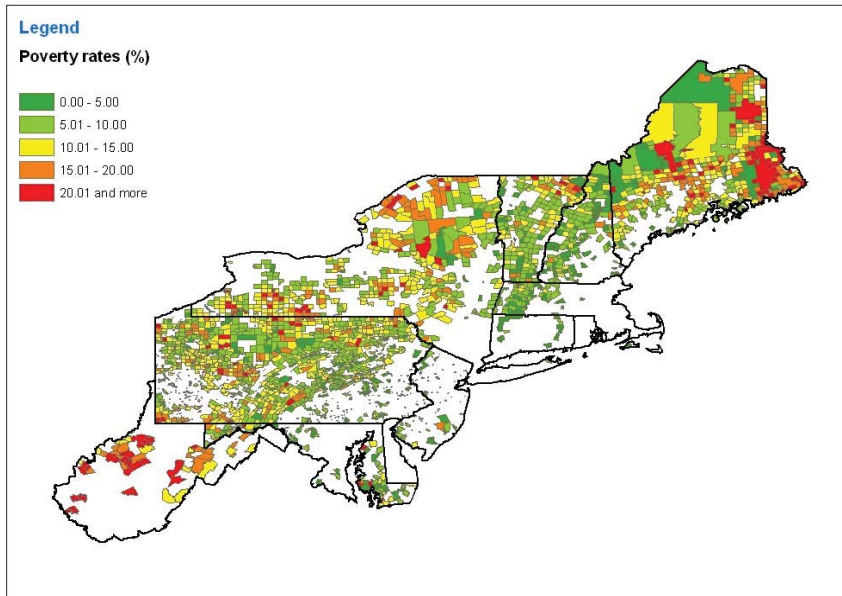 Legend
Poverty rates (%)
0.00 - 5.00
5.01 - 10.00
10.01 - 15.00
15.01 - 20.00
20.01 and more